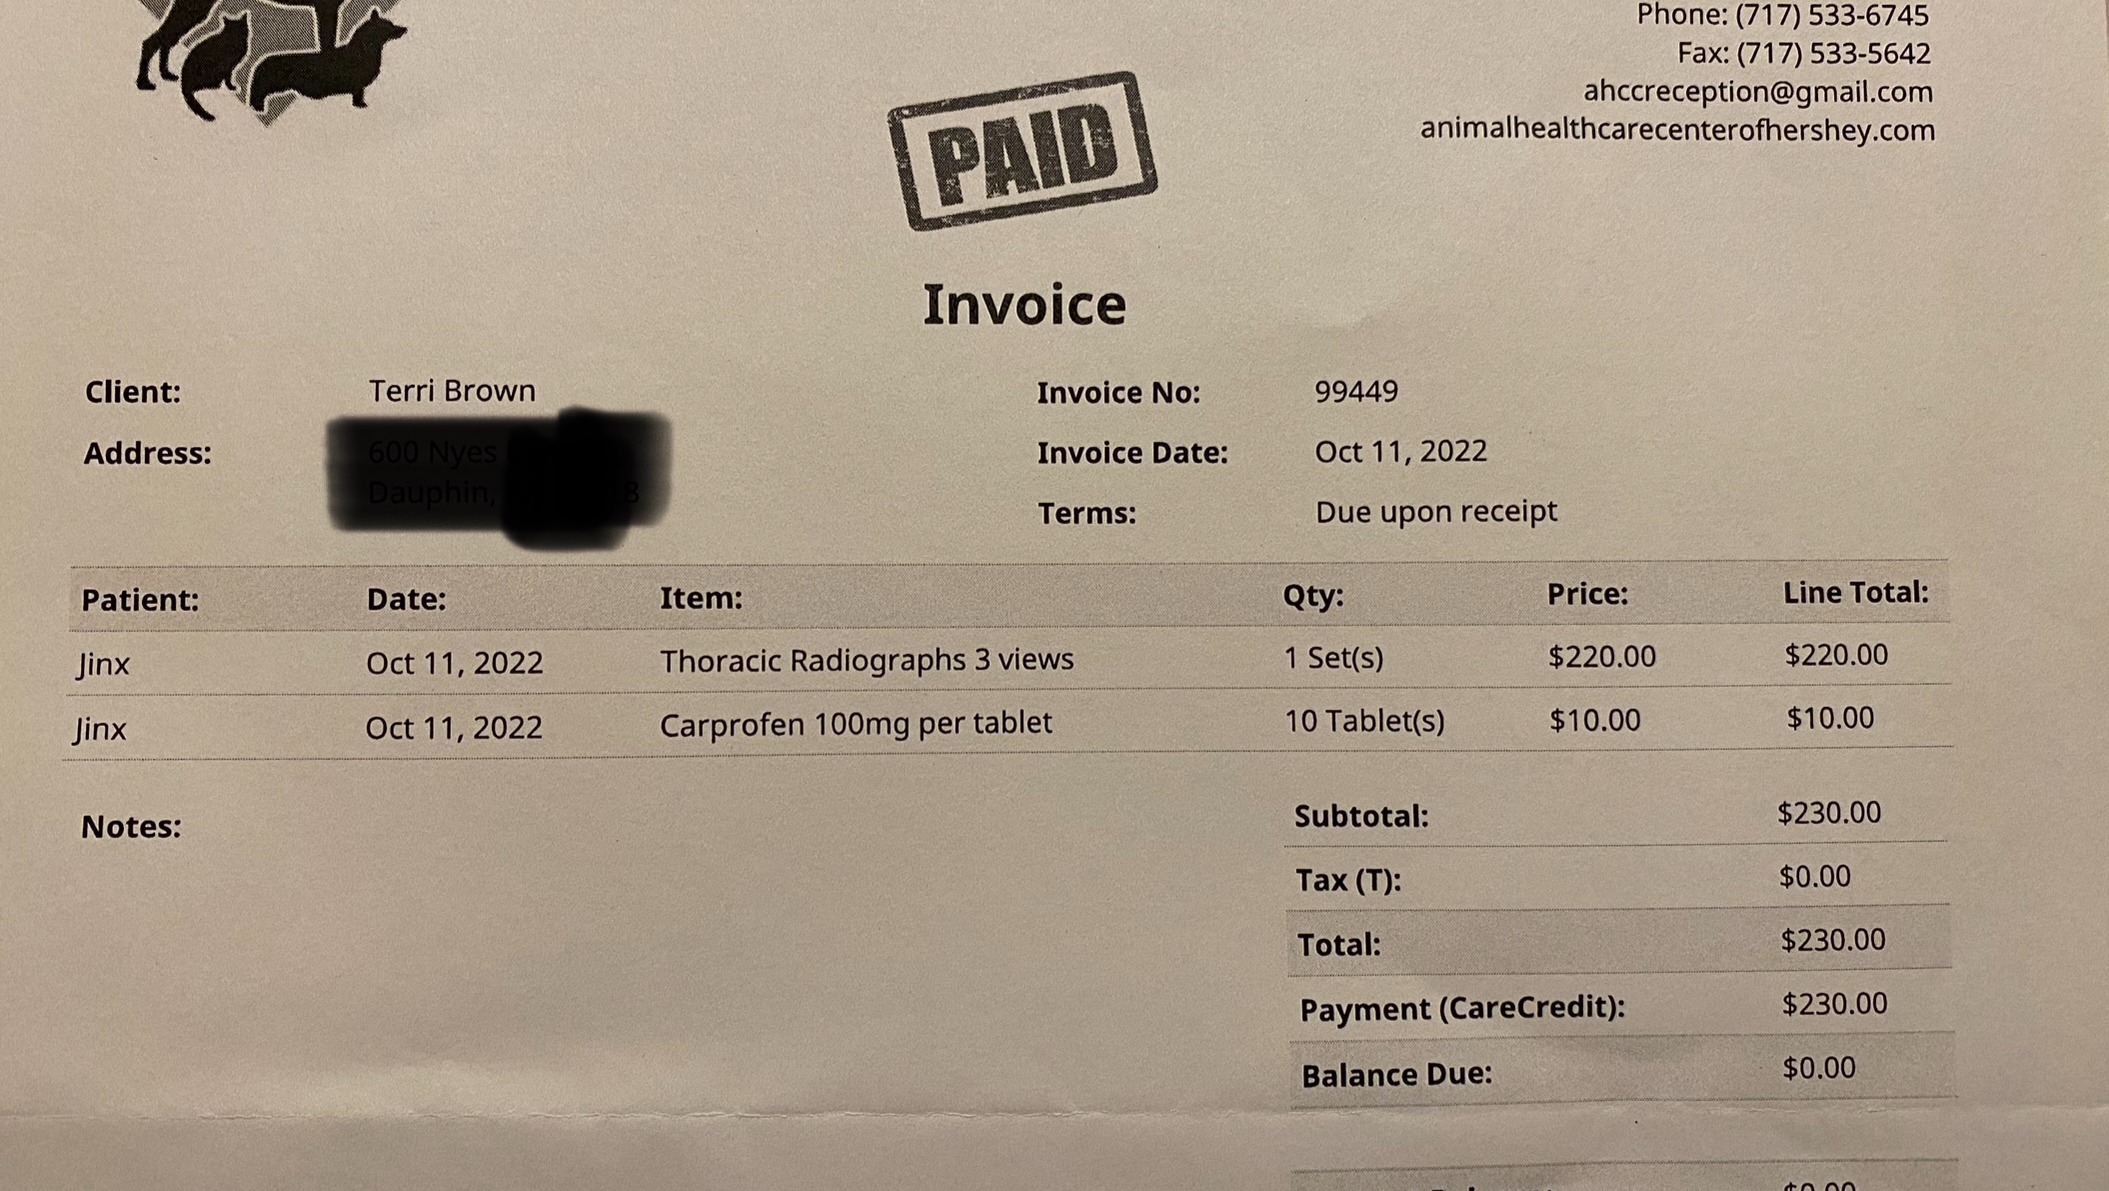 Phone: (717) 533-6745
Fax: (717) 533-5642
ahccreception@gmail.com
animalhealthcarecenterofhershey.com
PAID
Invoice
Client: Terri Brown Invoice No: 99449
Address: Invoice Date: Oct 11, 2022
Terms: Due upon receipt
Patient: Date: Item: Qty: Price: Line Total:
Jinx Oct 11, 2022 Thoracic Radiographs 3 views 1 Set(s) $220.00 $220.00
Jinx Oct 11, 2022 Carprofen 100mg per tablet 10 Tablet(s) $10.00 $10.00
Notes:
Subtotal: $230.00
Tax (T): $0.00
Total: $230.00
Payment (CareCredit): $230.00
Balance Due: $0.00